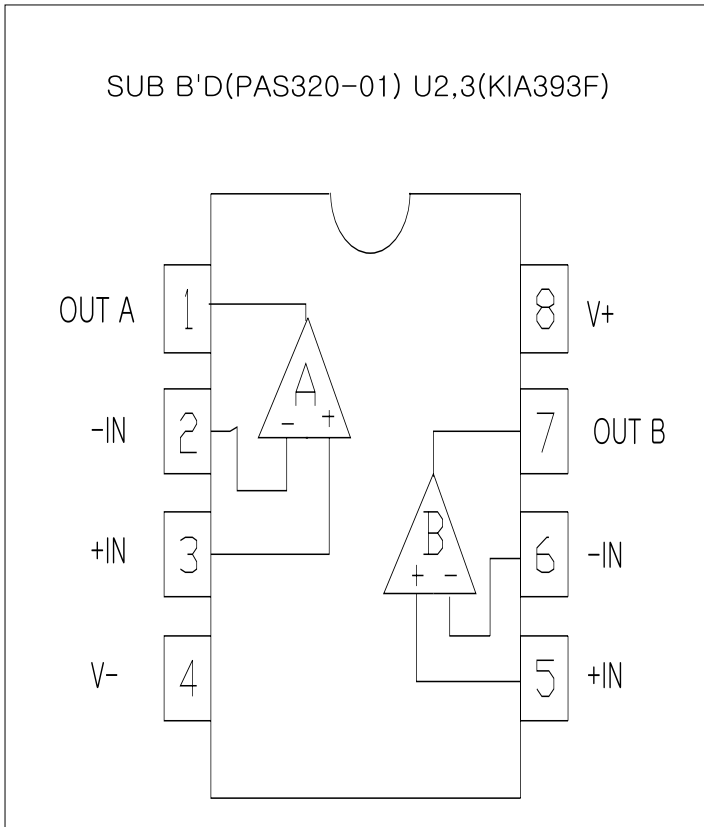 SUB B'D(PAS320-01) U2,3(KIA393F)
OUT A 1
8 V+
A
- +
-IN 2
7 OUT B
B
+ -
+IN 3
6 -IN
V- 4
5 +IN